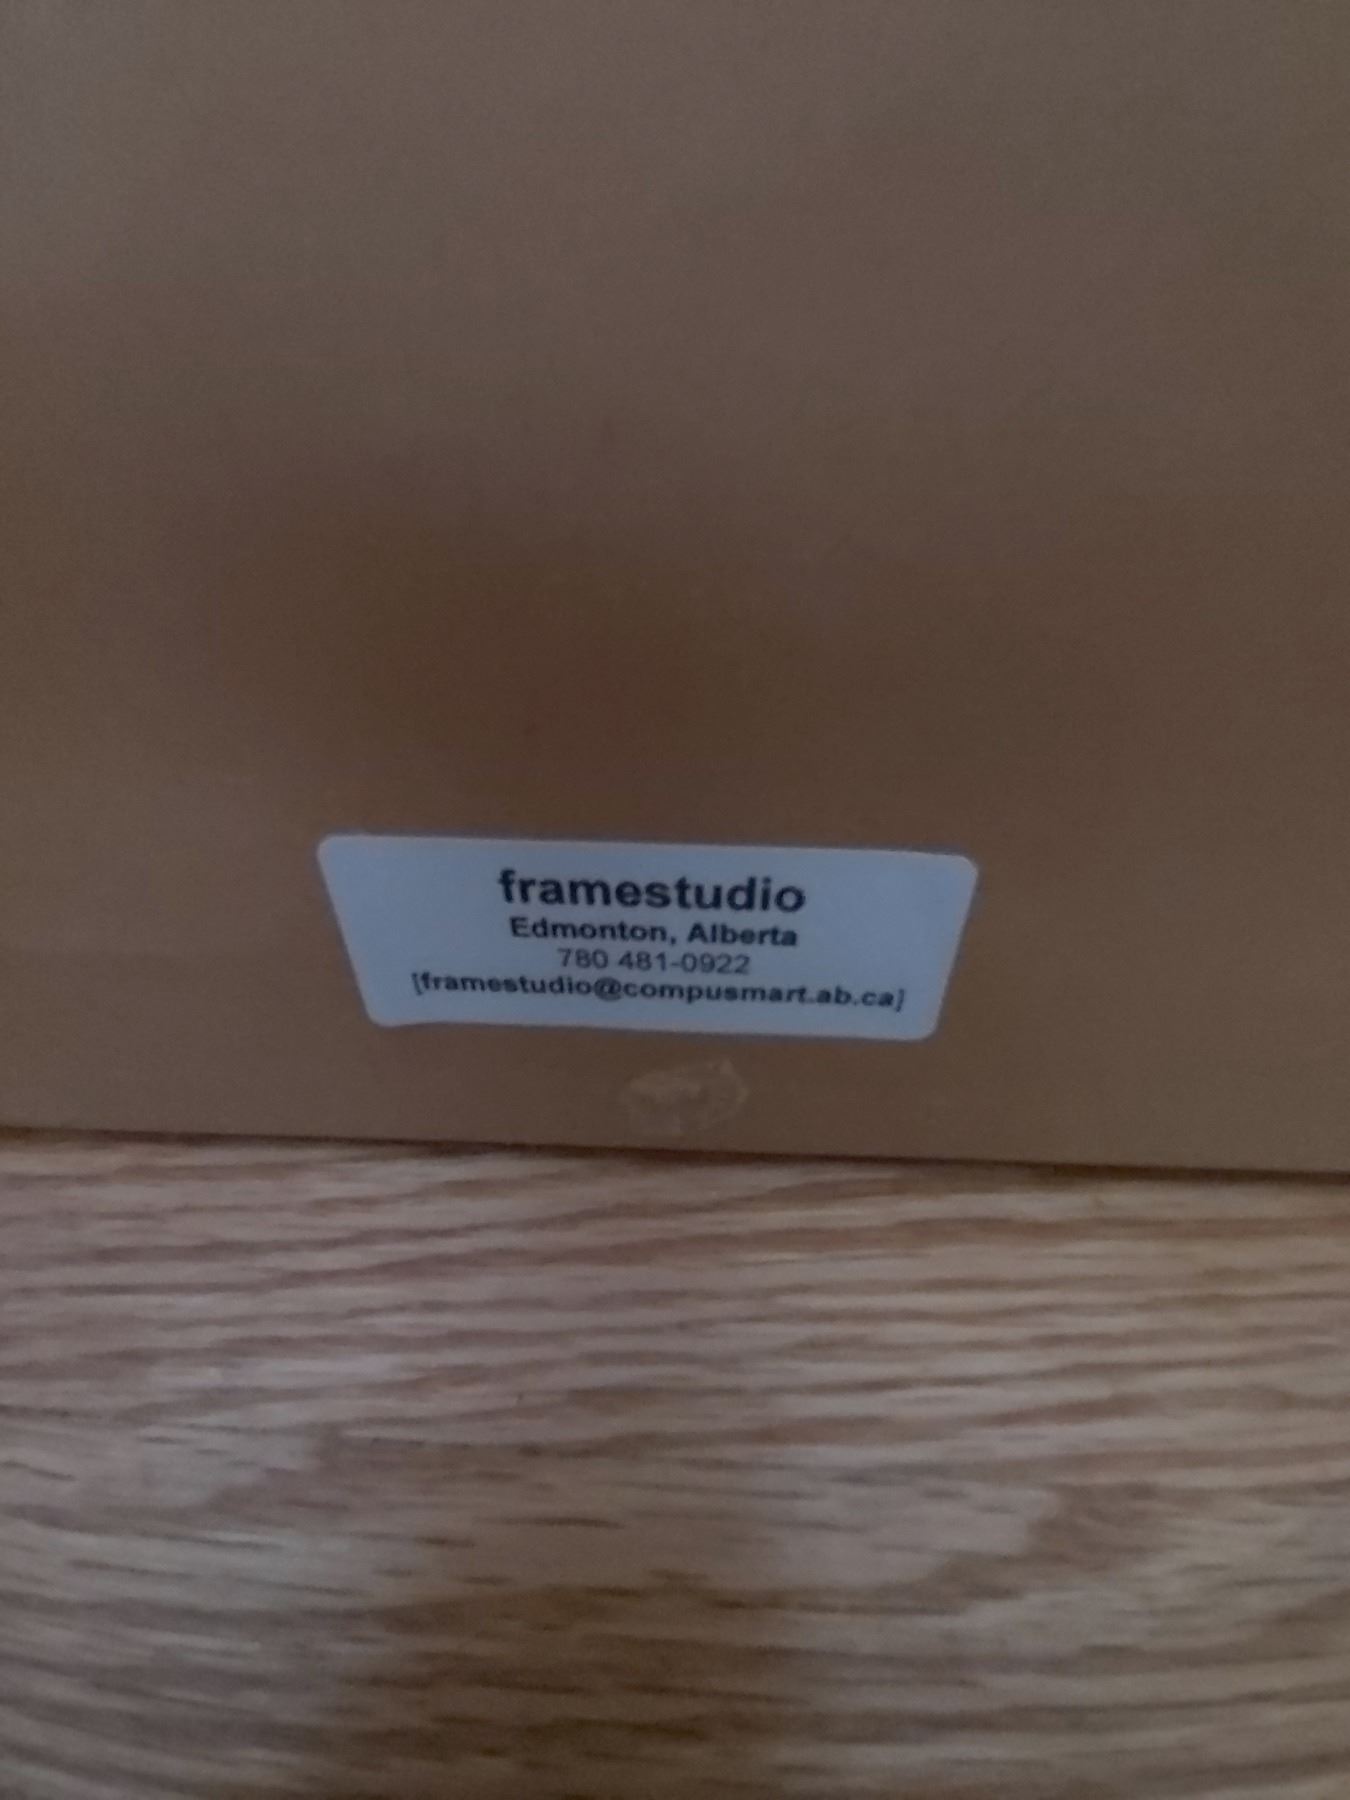 framestudio
Edmonton, Alberta
780 481-0922
[framestudio@compusmart.ab.ca]